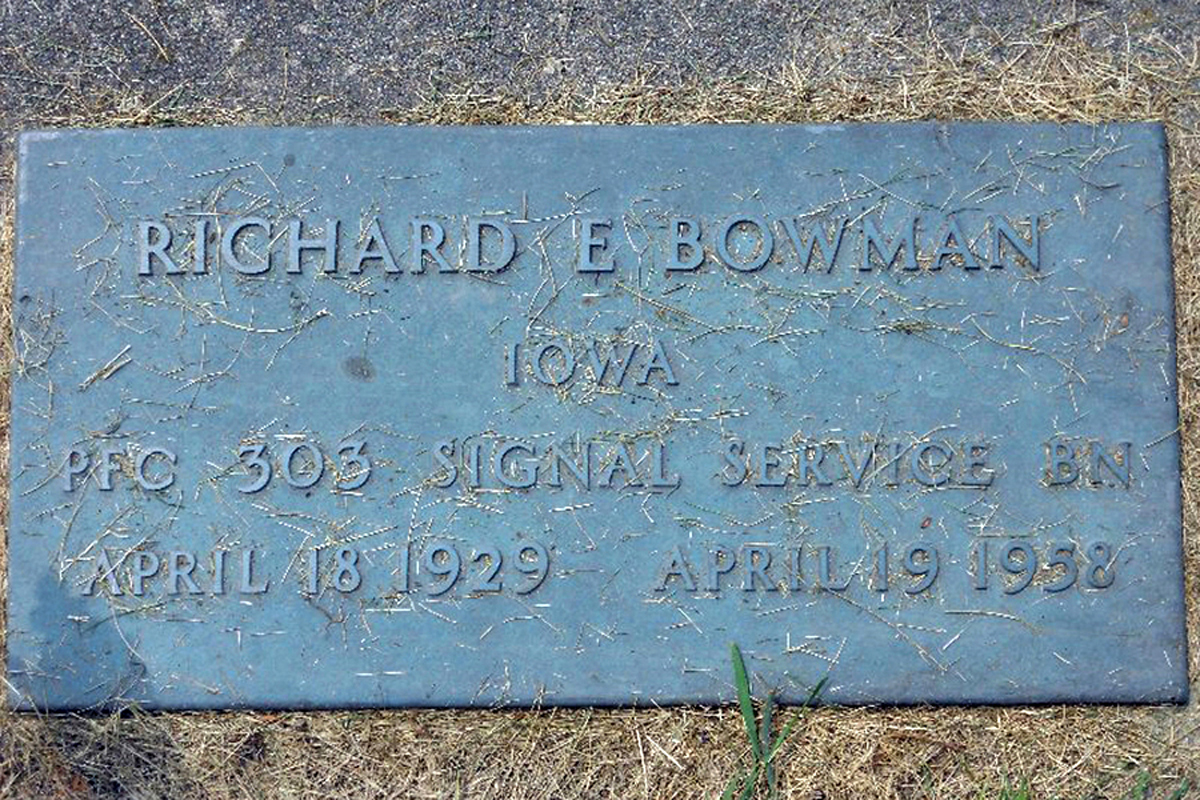 RICHARD E BOWMAN
IOWA
PFC 303 SIGNAL SERVICE BN
APRIL 18 1929 APRIL 19 1958